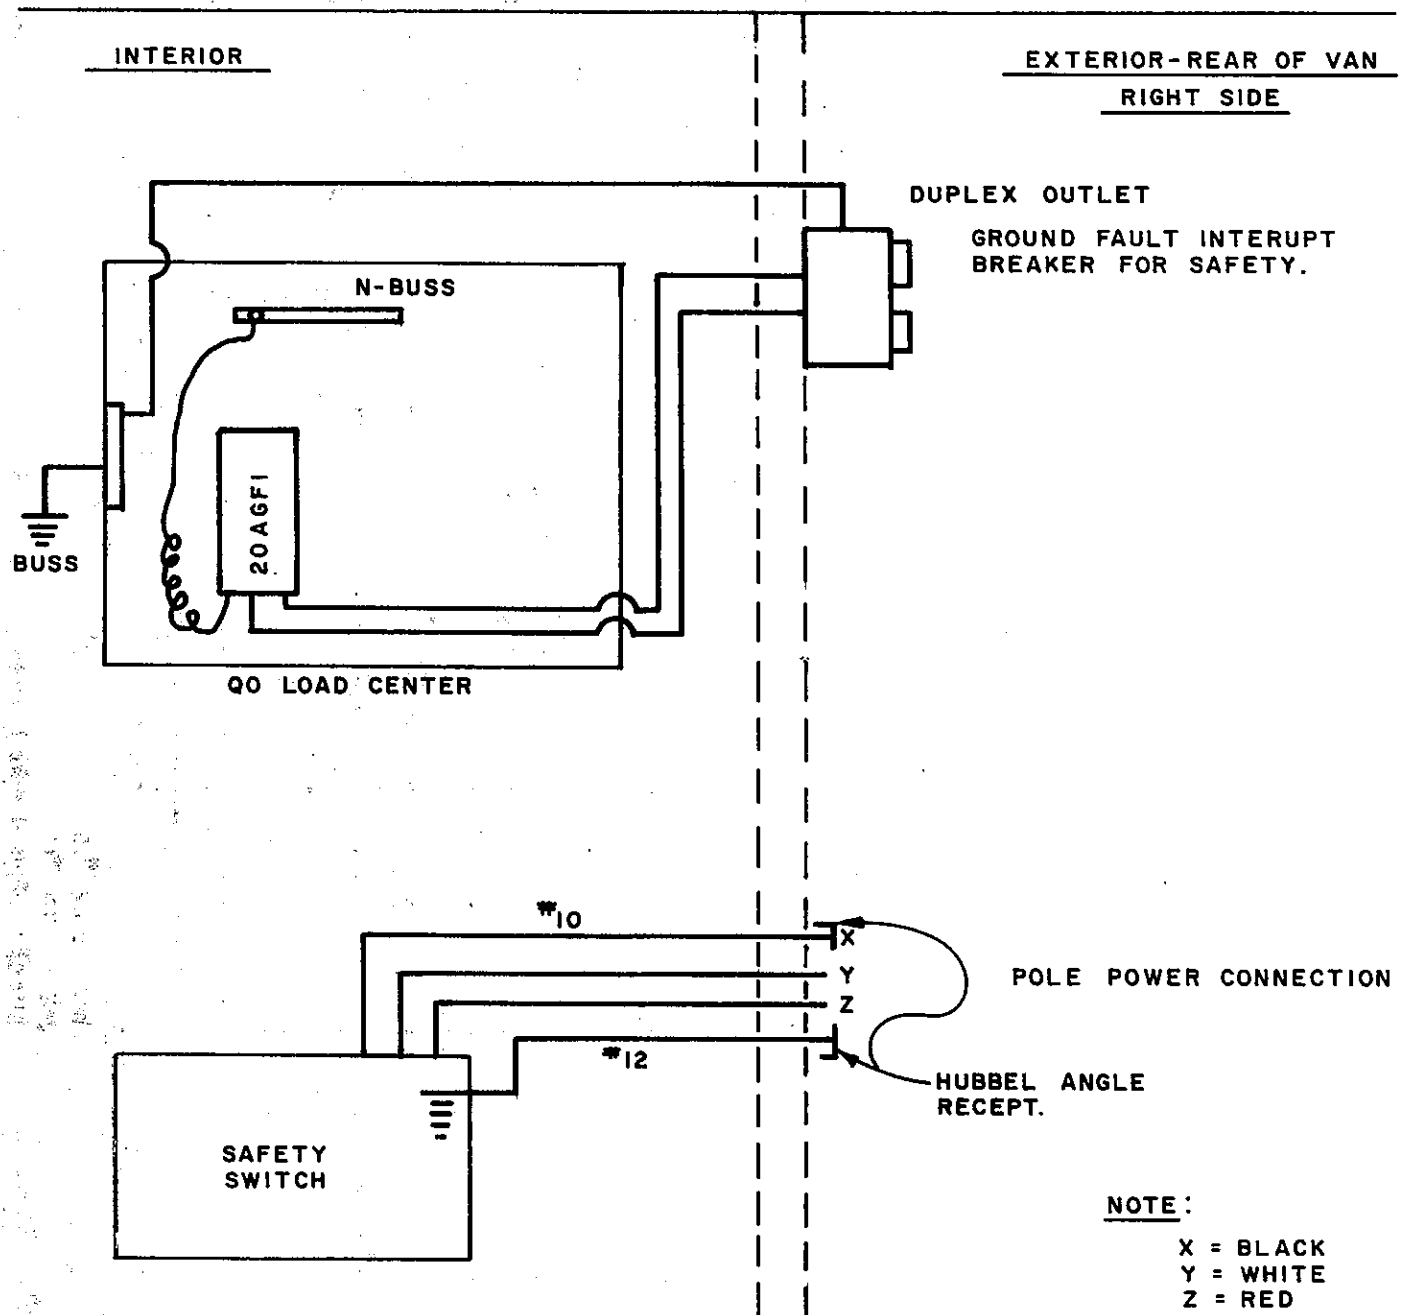 INTERIOR
EXTERIOR-REAR OF VAN
RIGHT SIDE
DUPLEX OUTLET
GROUND FAULT INTERUPT
BREAKER FOR SAFETY.
N-BUSS
20AGFI
BUSS
QO LOAD CENTER
#10
X
Y
Z
POLE POWER CONNECTION
#12
HUBBEL ANGLE
RECEPT.
SAFETY
SWITCH
NOTE:
X = BLACK
Y = WHITE
Z = RED